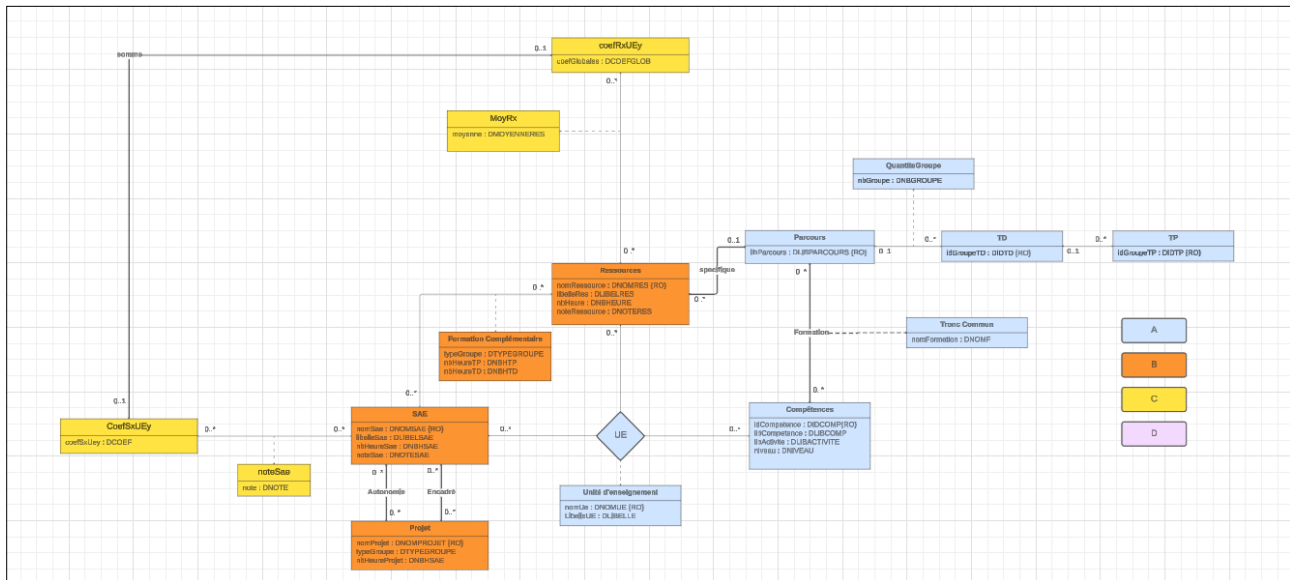 coefRxUEy
coefGlobales : DCOEFGLOB
somme
0..1
0..*
MoyRx
moyenne : DMOYENNERES
QuantiteGroupe
nbGroupe : DNBGROUPE
0..*
0..1
Parcours
libParcours : DLIBPARCOURS {RO}
0..1
0..*
TD
idGroupeTD : DIDTD {RO}
0..1
0..*
TP
idGroupeTP : DIDTP {RO}
spécifique
0..*
0..*
Ressources
nomRessource : DNOMRES {RO}
libelleRes : DLIBELRES
nbHeure : DNBHEURE
noteRessource : DNOTERES
0..*
0..*
Formation Complémentaire
typeGroupe : DTYPEGROUPE
nbHeureTP : DNBHTP
nbHeureTD : DNBHTD
Formation
Tronc Commun
nomFormation : DNOMF
A
B
C
D
0..1
0..*
0..*
CoefSxUEy
coefSxUey : DCOEF
0..*
0..*
SAE
nomSae : DNOMSAE {RO}
libelleSae : DLIBELSAE
nbHeureSae : DNBHSAE
noteSae : DNOTESAE
0..*
UE
0..*
Compétences
idCompetence : DIDCOMP{RO}
libCompetence : DLIBCOMP
libActivite : DLIBACTIVITE
niveau : DNIVEAU
noteSae
note : DNOTE
0..*
0..*
Autonomie
Encadré
0..*
0..*
Unité d'enseignement
nomUe : DNOMUE {RO}
LibelleUE : DLIBELLE
Projet
nomProjet : DNOMPROJET {RO}
typeGroupe : DTYPEGROUPE
nbHeureProjet : DNBHSAE